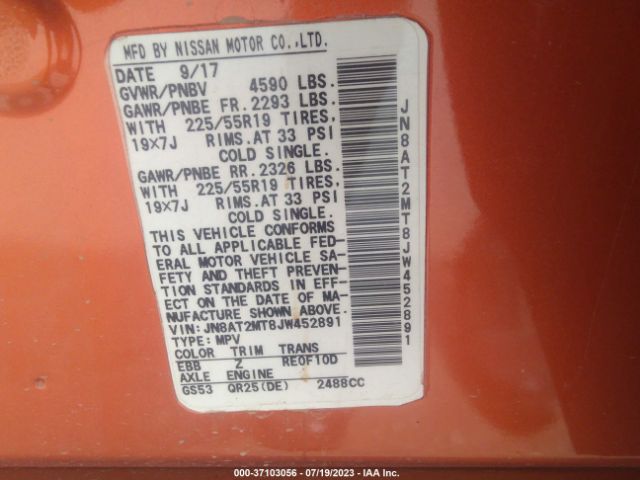 MFD BY NISSAN MOTOR CO.,LTD.
DATE 9/17
GVWR/PNBV 4590 LBS.
GAWR/PNBE FR. 2293 LBS.
WITH 225/55R19 TIRES,
19×7J RIMS.AT 33 PSI
COLD SINGLE.
GAWR/PNBE RR. 2326 LBS.
WITH 225/55R19 TIRES,
19×7J RIMS.AT 33 PSI
COLD SINGLE.
THIS VEHICLE CONFORMS
TO ALL APPLICABLE FED-
ERAL MOTOR VEHICLE SA-
FETY AND THEFT PREVEN-
TION STANDARDS IN EFF-
ECT ON THE DATE OF MA-
NUFACTURE SHOWN ABOVE.
VIN: JN8AT2MT8JW452891
TYPE: MPV
COLOR TRIM TRANS
EBB Z RE0F10D
AXLE ENGINE
GS53 QR25(DE) 2488CC
JN8AT2MT8JW452891
000-37103056 - 07/19/2023 - IAA Inc.